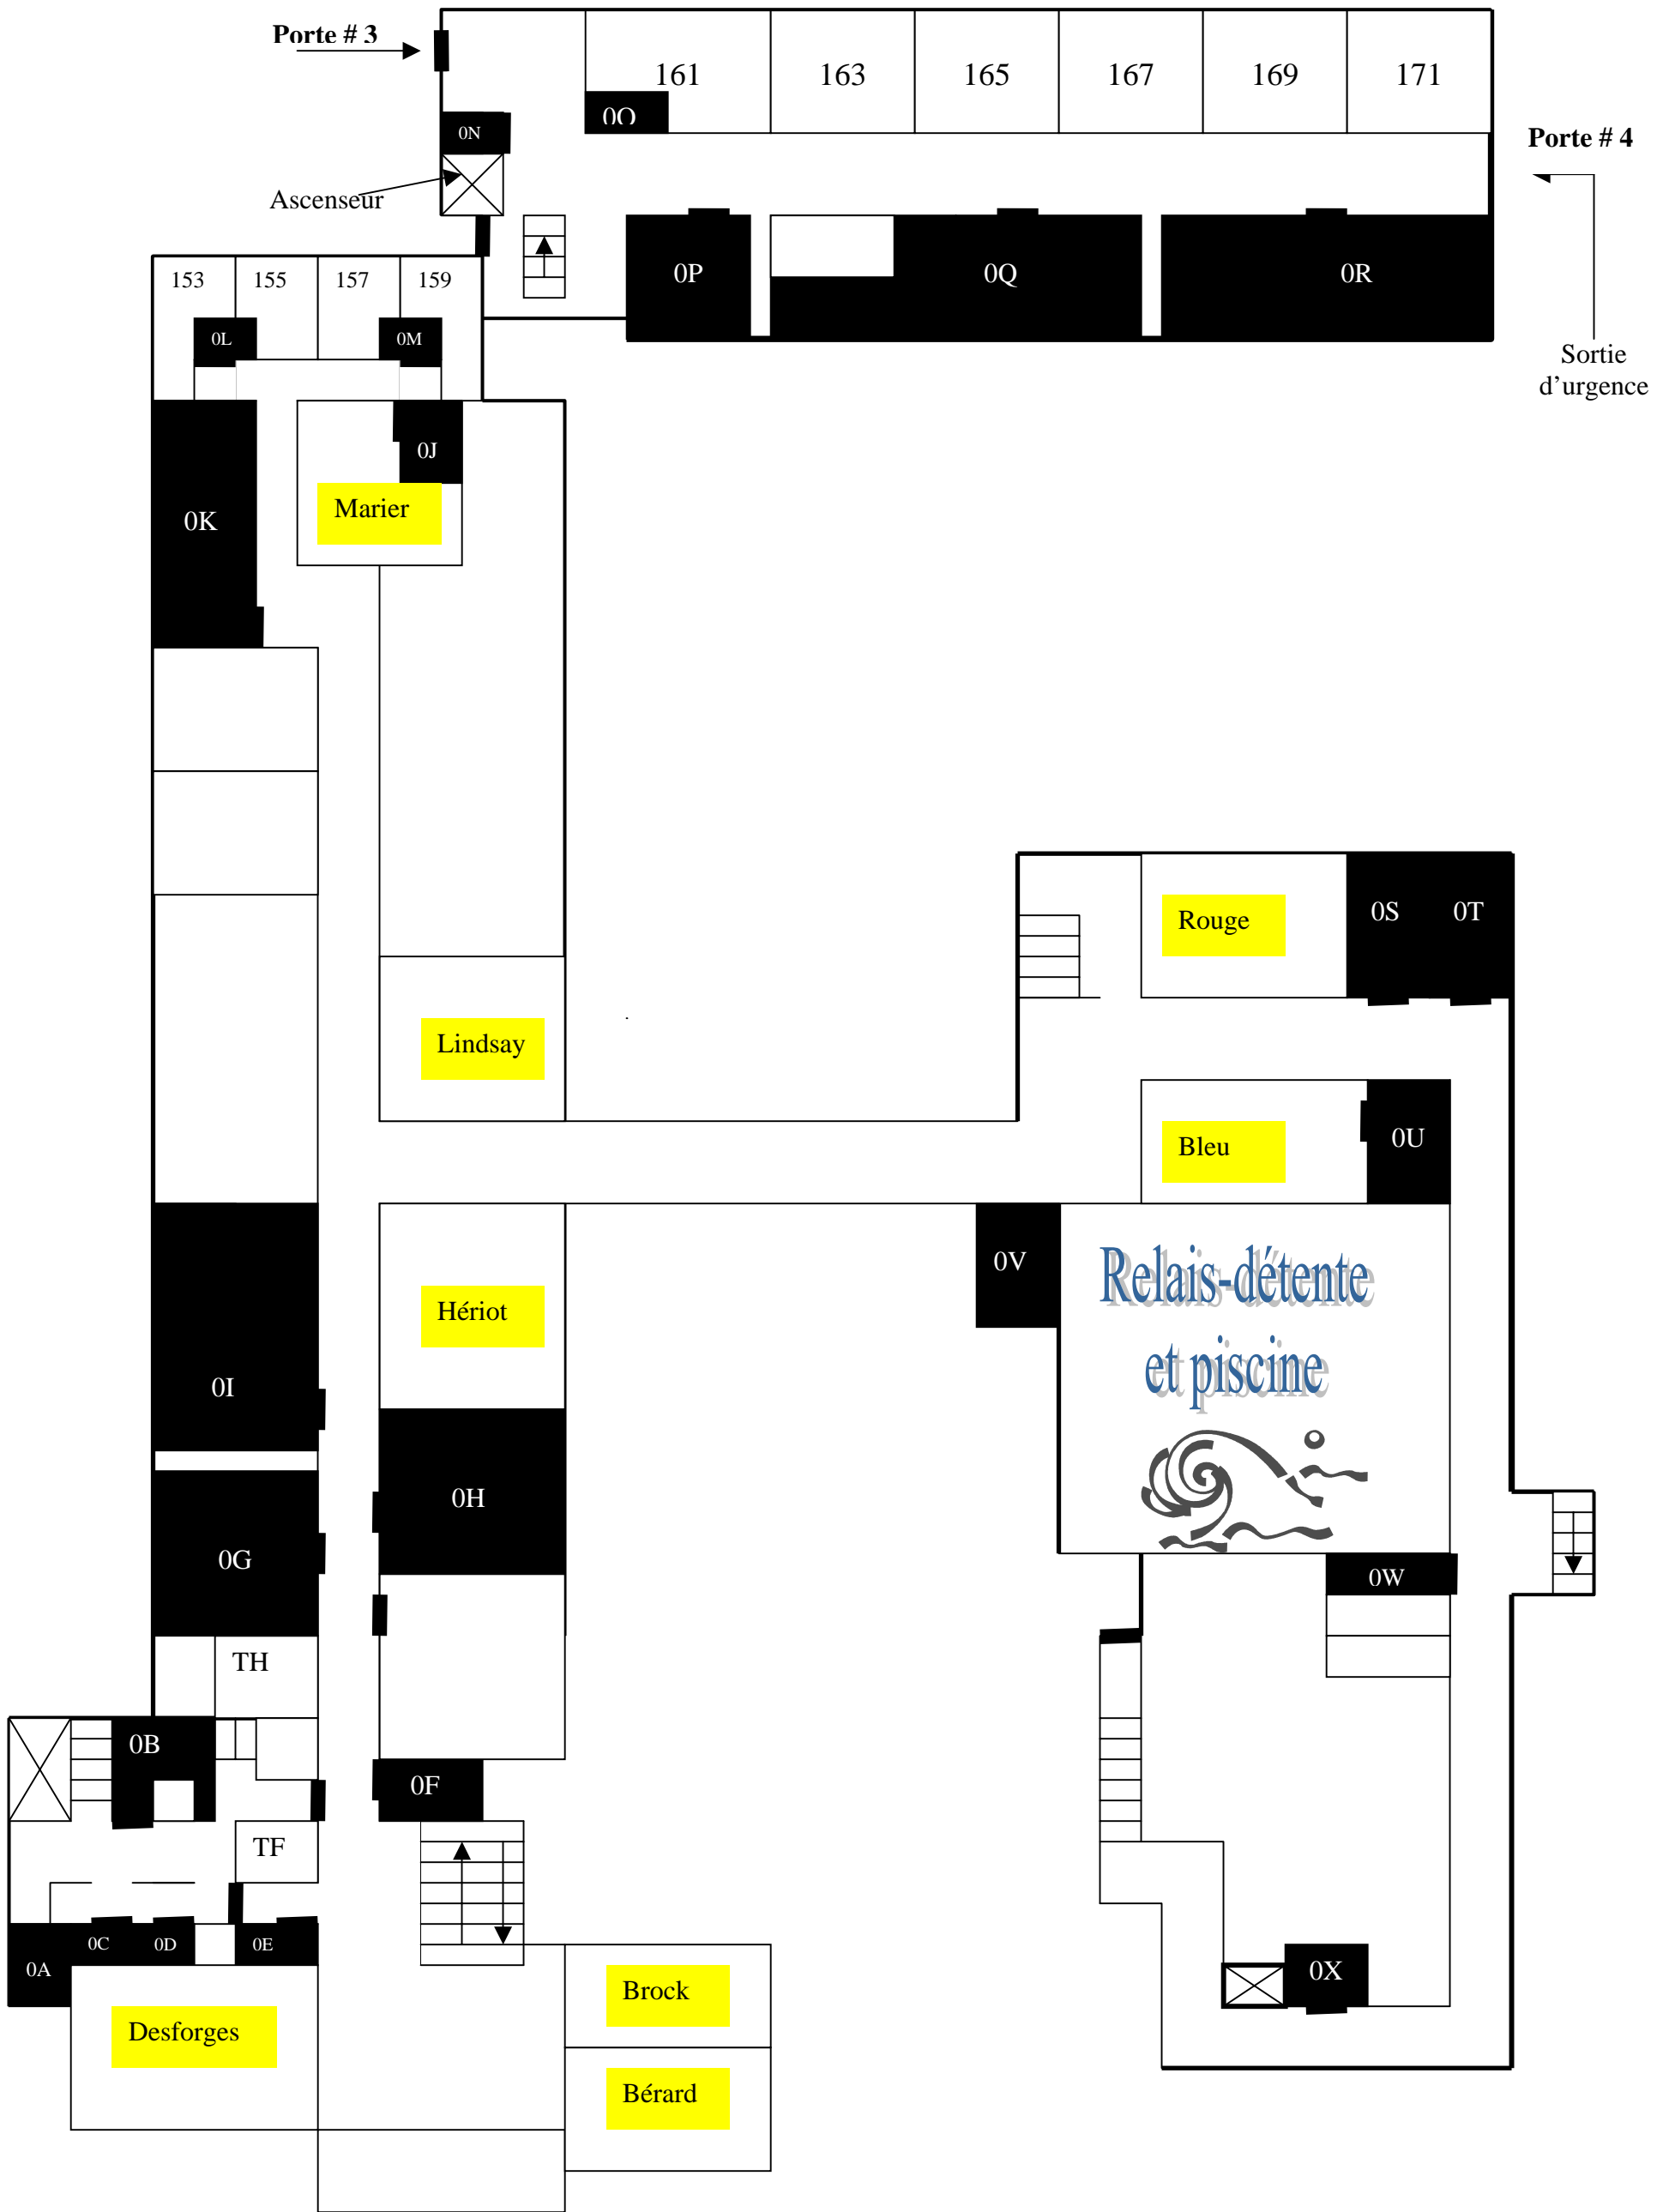 Porte # 3
161
163
165
167
169
171
0O
0N
Porte # 4
Ascenseur
153
155
157
159
0P
0Q
0R
0L
0M
Sortie
d'urgence
0J
0K
Marier
Rouge
0S
0T
Lindsay
Bleu
0U
0V
Relais-détente
et piscine
Hériot
0I
0H
0G
0W
TH
0B
0F
TF
0C
0D
0E
0A
Brock
0X
Desforges
Bérard